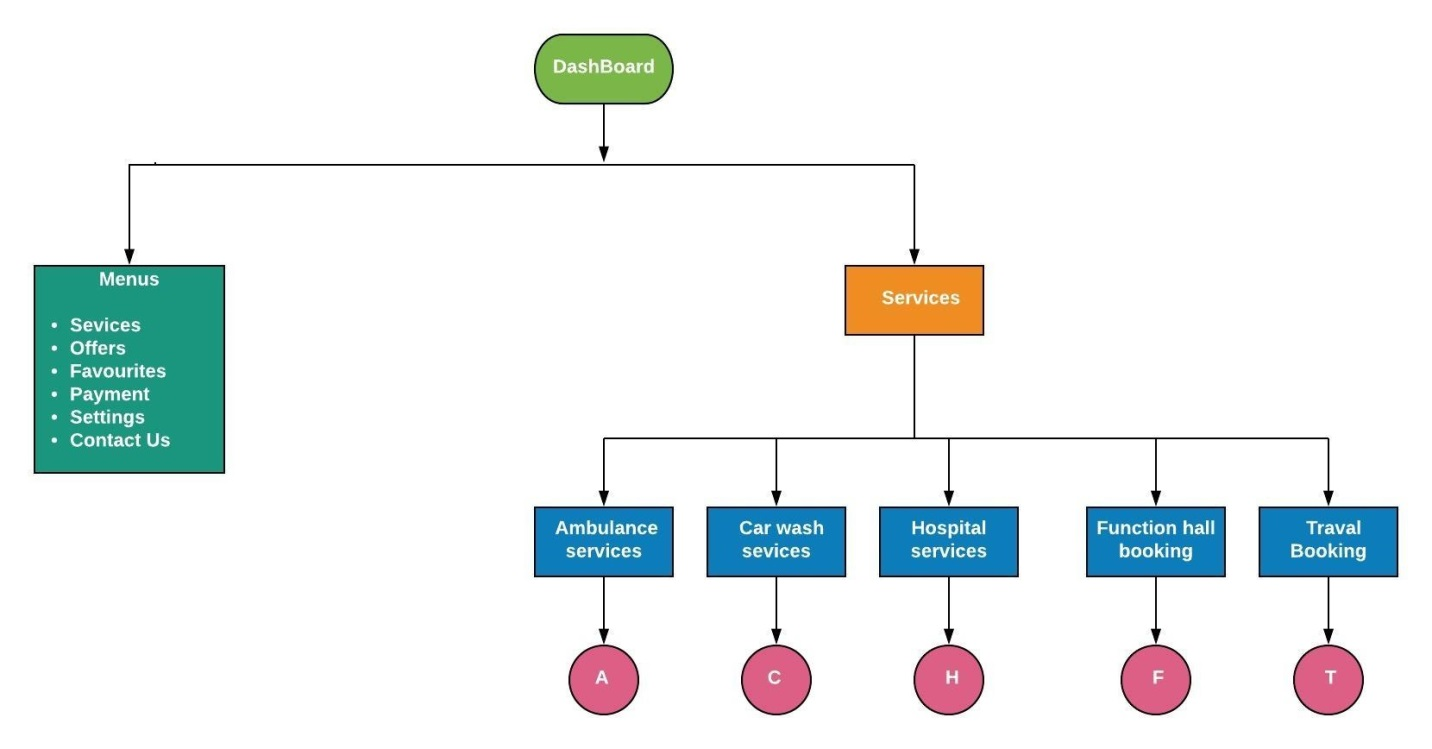 DashBoard
Menus
• Sevices
• Offers
• Favourites
• Payment
• Settings
• Contact Us
Services
Ambulance
services
Car wash
sevices
Hospital
services
Function hall
booking
Traval
Booking
A
C
H
F
T